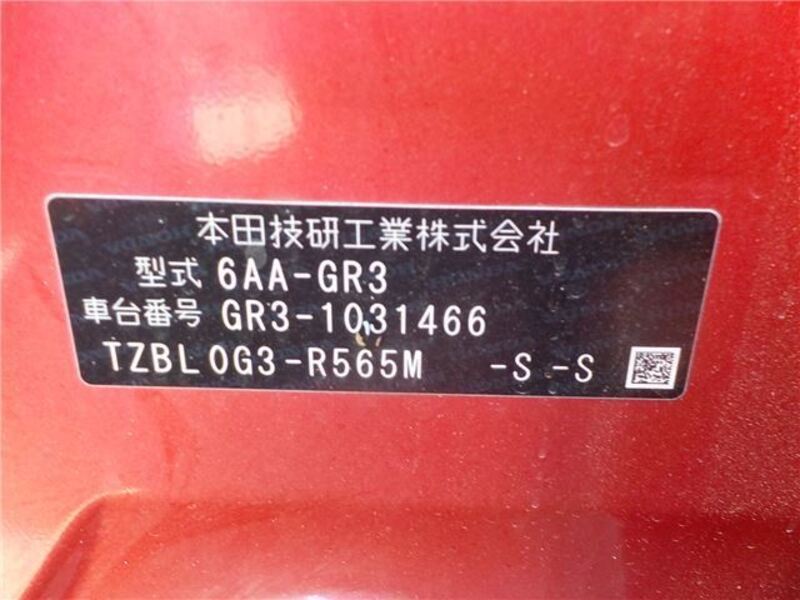 本田技研工業株式会社
型式 6AA-GR3
車台番号 GR3-1031466
TZBL0G3-R565M -S -S